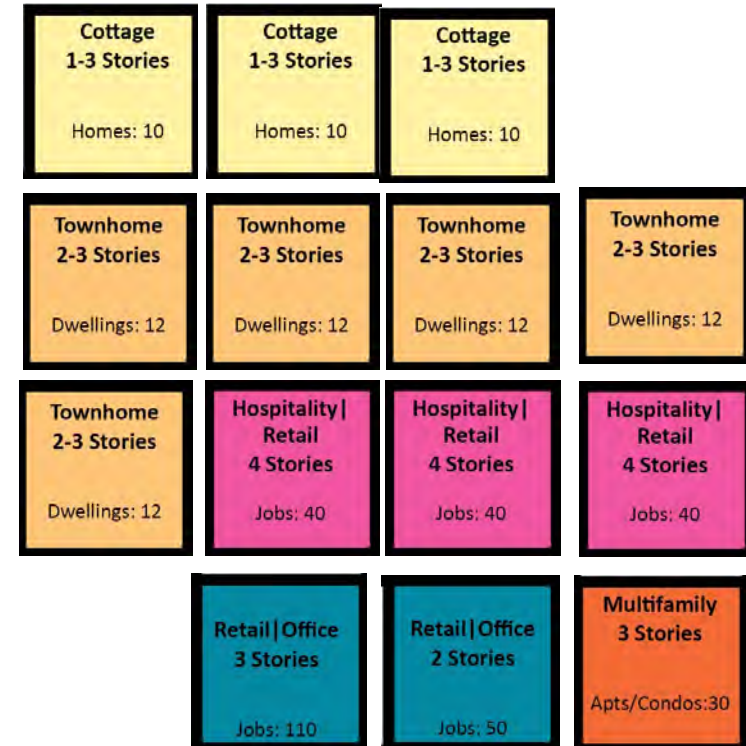 Cottage
1-3 Stories
Homes: 10
Cottage
1-3 Stories
Homes: 10
Cottage
1-3 Stories
Homes: 10
Townhome
2-3 Stories
Dwellings: 12
Townhome
2-3 Stories
Dwellings: 12
Townhome
2-3 Stories
Dwellings: 12
Townhome
2-3 Stories
Dwellings: 12
Townhome
2-3 Stories
Dwellings: 12
Hospitality|
Retail
4 Stories
Jobs: 40
Hospitality|
Retail
4 Stories
Jobs: 40
Hospitality|
Retail
4 Stories
Jobs: 40
Retail|Office
3 Stories
Jobs: 110
Retail|Office
2 Stories
Jobs: 50
Multifamily
3 Stories
Apts/Condos:30